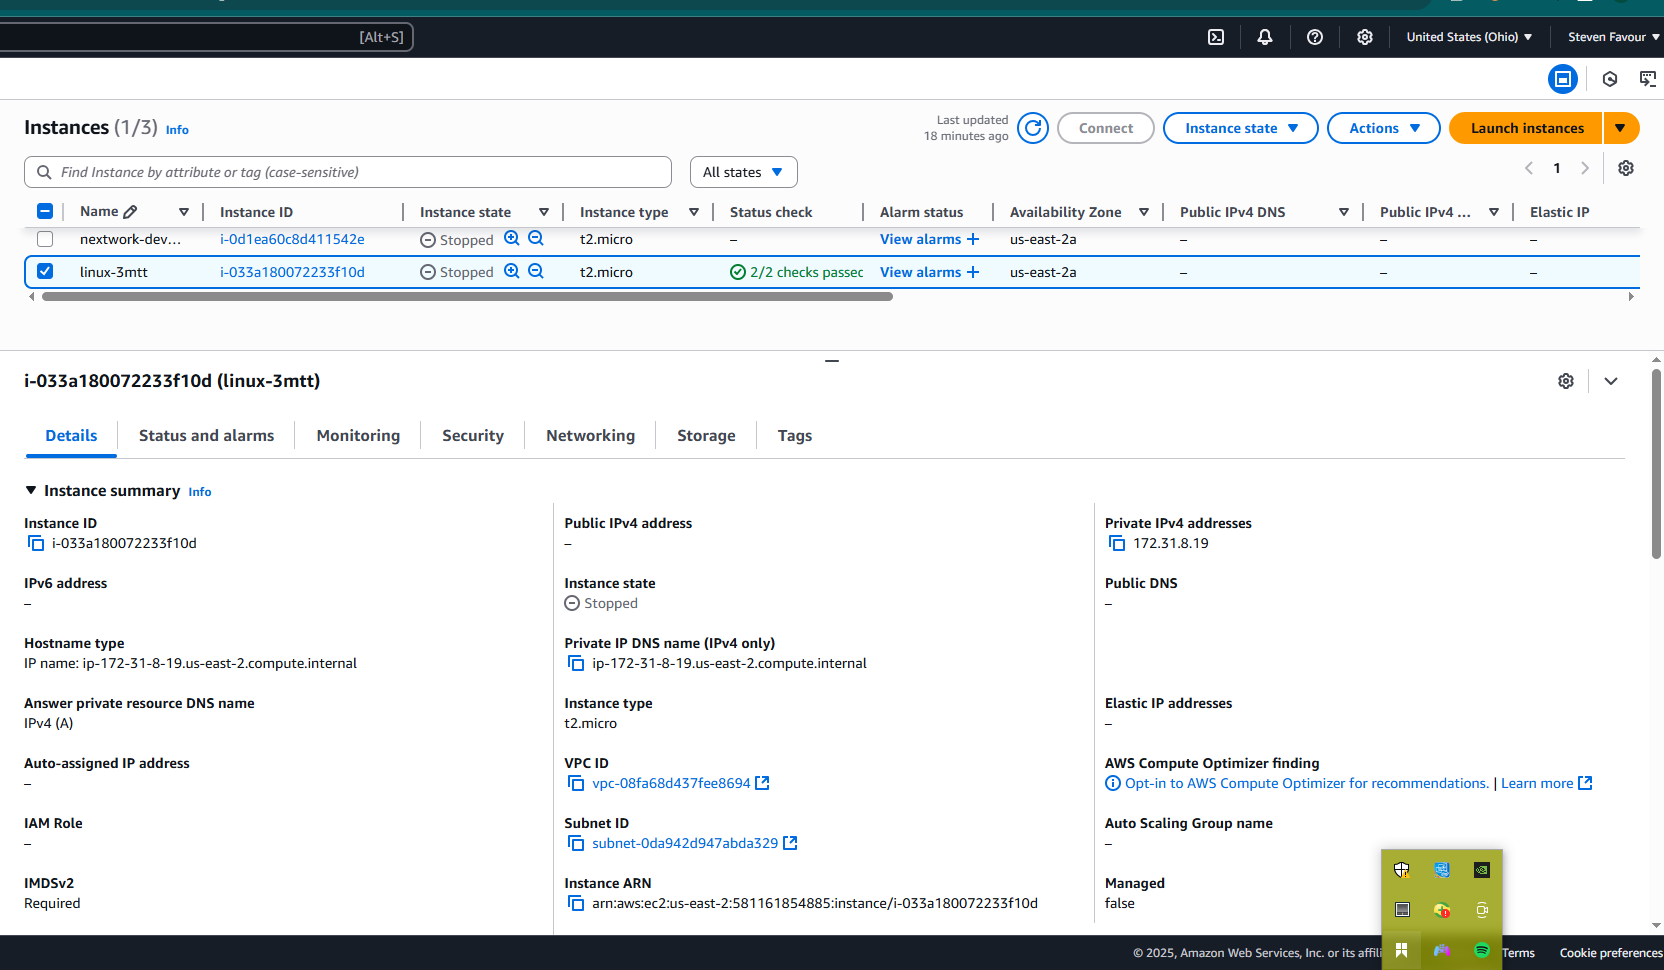 [Alt+S]
United States (Ohio)
Steven Favour
Instances (1/3) Info
Last updated
18 minutes ago
Connect
Instance state
Actions
Launch instances
Find Instance by attribute or tag (case-sensitive)
All states
1
Name Instance ID Instance state Instance type Status check Alarm status Availability Zone Public IPv4 DNS Public IPv4 ... Elastic IP
nextwork-dev... i-0d1ea60c8d411542e Stopped t2.micro – View alarms + us-east-2a – – –
linux-3mtt i-033a180072233f10d Stopped t2.micro 2/2 checks passec View alarms + us-east-2a – – –
i-033a180072233f10d (linux-3mtt)
Details Status and alarms Monitoring Security Networking Storage Tags
Instance summary Info
Instance ID
i-033a180072233f10d
Public IPv4 address
–
Private IPv4 addresses
172.31.8.19
IPv6 address
–
Instance state
Stopped
Public DNS
–
Hostname type
IP name: ip-172-31-8-19.us-east-2.compute.internal
Private IP DNS name (IPv4 only)
ip-172-31-8-19.us-east-2.compute.internal
Answer private resource DNS name
IPv4 (A)
Instance type
t2.micro
Elastic IP addresses
–
Auto-assigned IP address
–
VPC ID
vpc-08fa68d437fee8694
AWS Compute Optimizer finding
Opt-in to AWS Compute Optimizer for recommendations. | Learn more
IAM Role
–
Subnet ID
subnet-0da942d947abda329
Auto Scaling Group name
–
IMDSv2
Required
Instance ARN
arn:aws:ec2:us-east-2:581161854885:instance/i-033a180072233f10d
Managed
false
© 2025, Amazon Web Services, Inc. or its affili
Terms
Cookie preferences